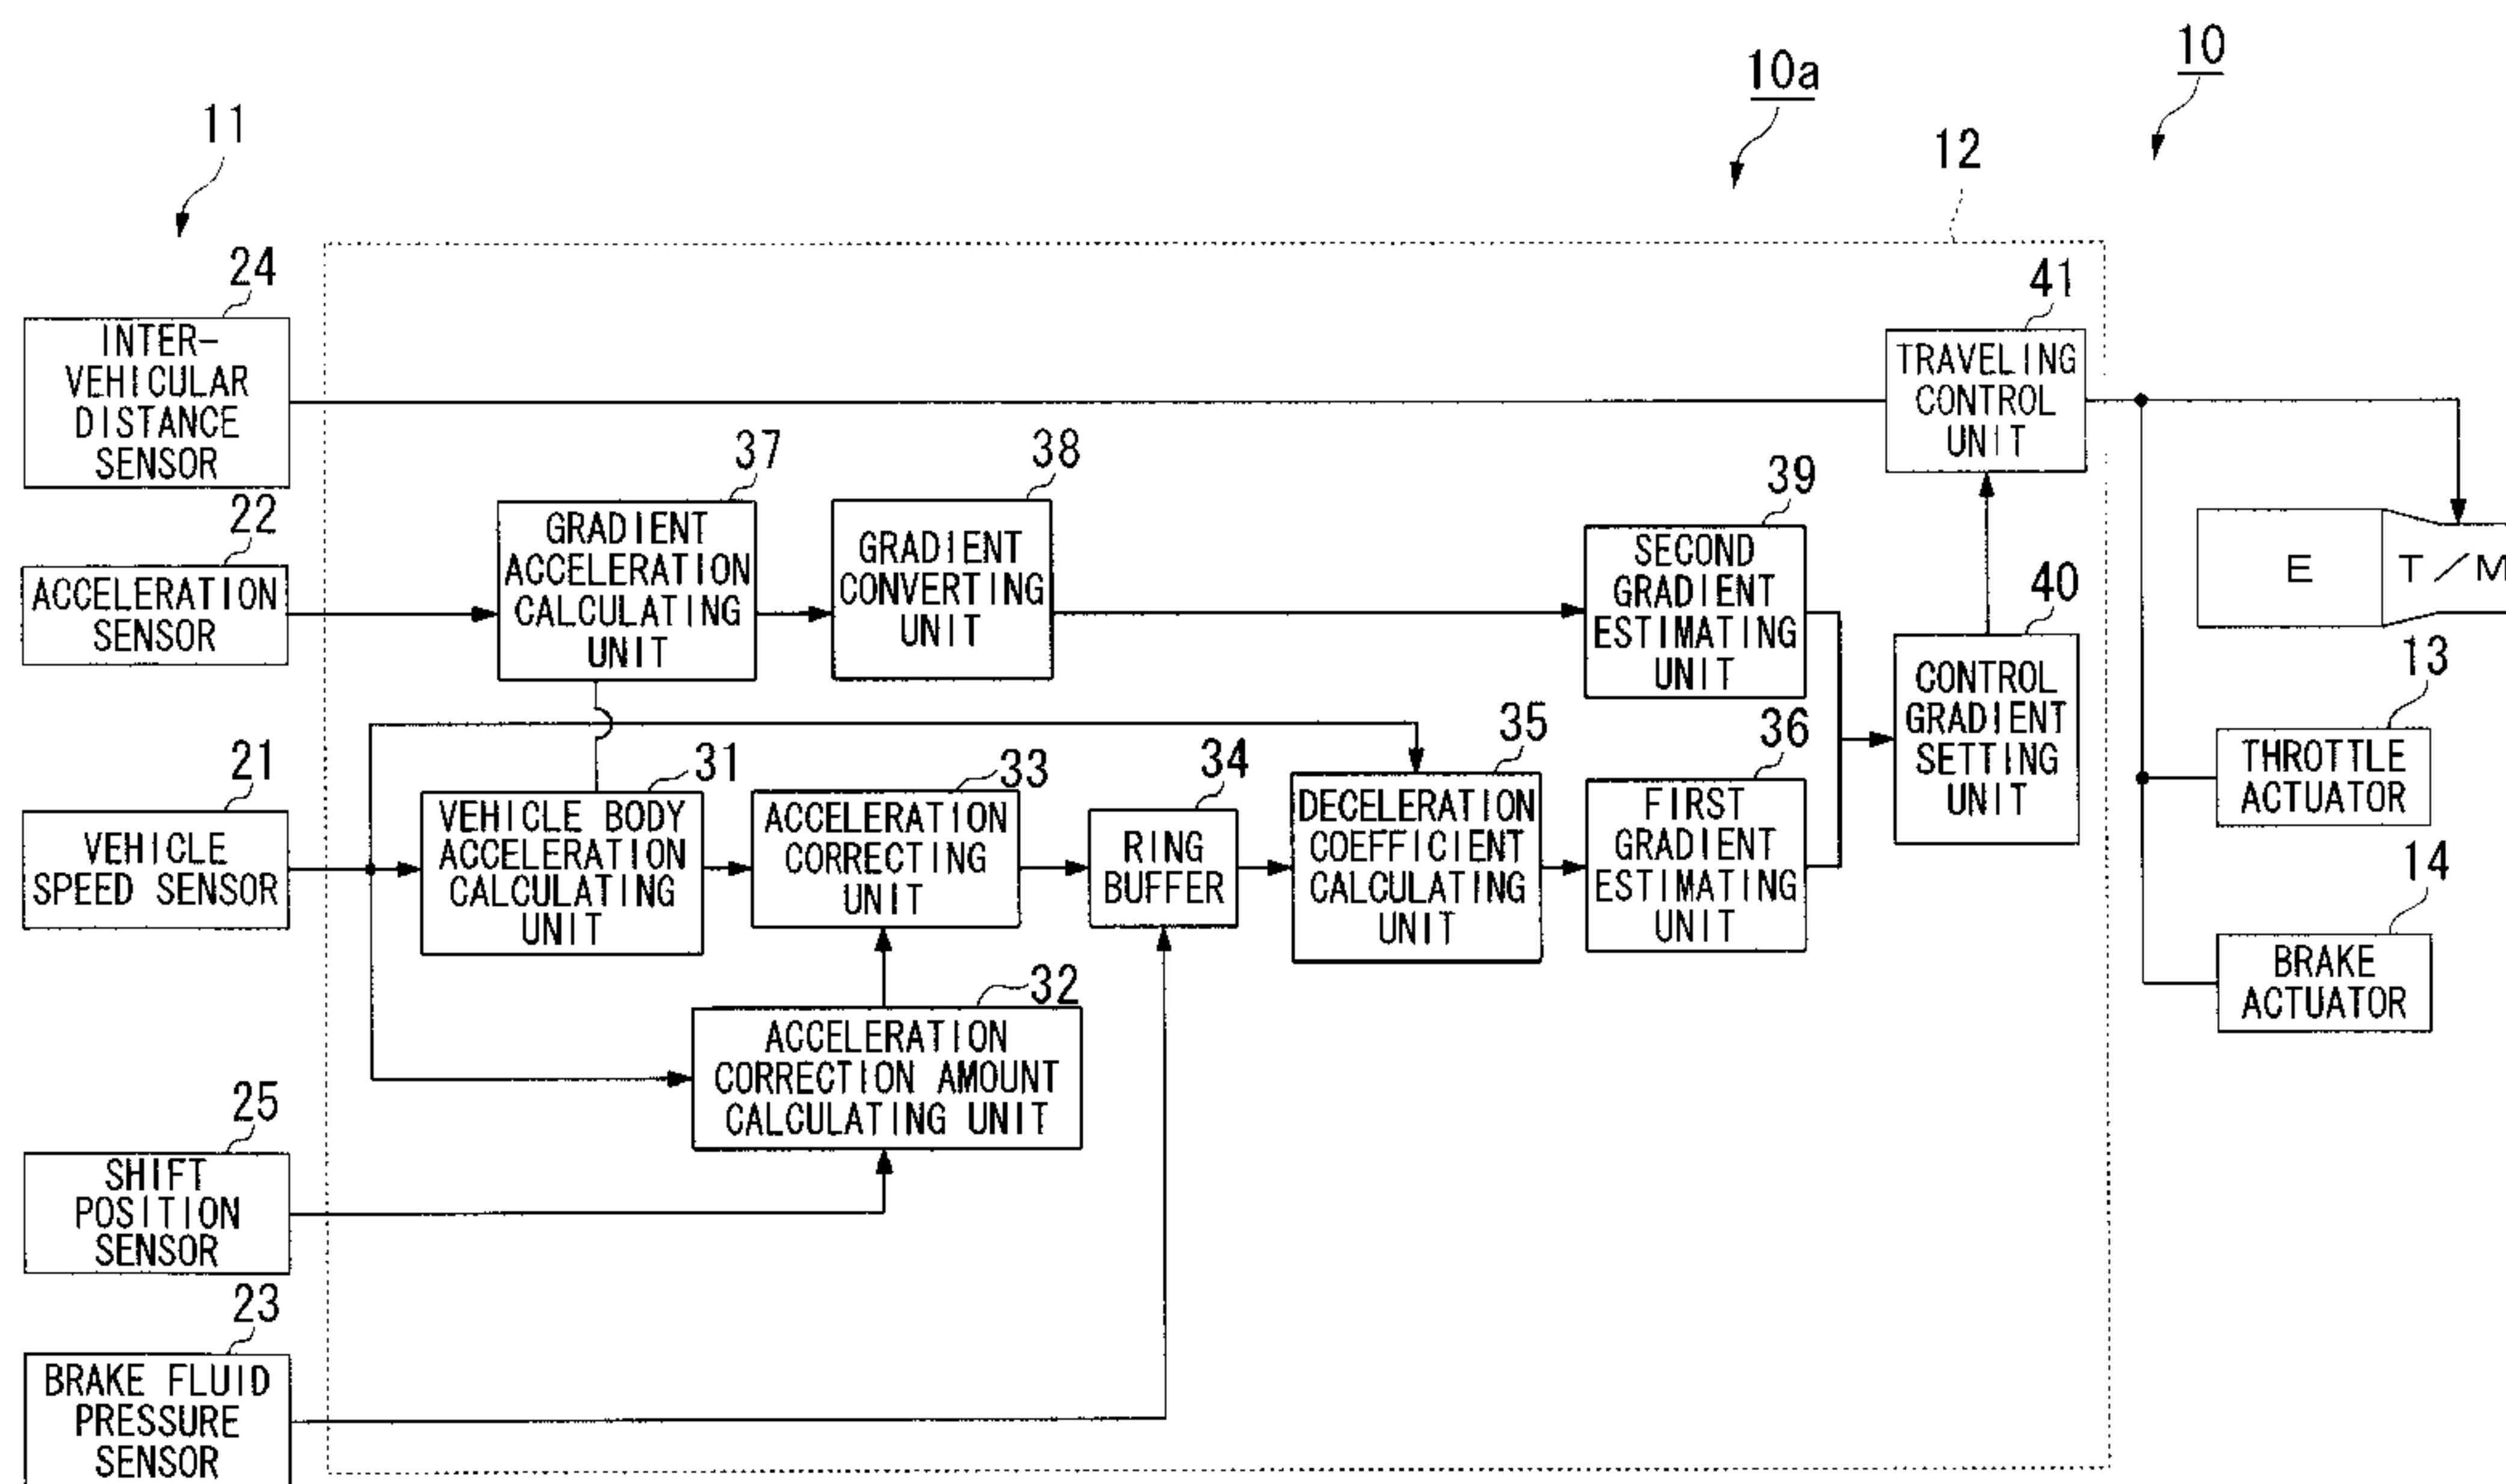 10
10a
11
12
24
INTER-
VEHICULAR
DISTANCE
SENSOR
41
TRAVELING
CONTROL
UNIT
22
ACCELERATION
SENSOR
37
GRADIENT
ACCELERATION
CALCULATING
UNIT
38
GRADIENT
CONVERTING
UNIT
39
SECOND
GRADIENT
ESTIMATING
UNIT
E
T/M
40
CONTROL
GRADIENT
SETTING
UNIT
13
THROTTLE
ACTUATOR
21
VEHICLE
SPEED SENSOR
31
VEHICLE BODY
ACCELERATION
CALCULATING
UNIT
33
ACCELERATION
CORRECTING
UNIT
34
RING
BUFFER
35
DECELERATION
COEFFICIENT
CALCULATING
UNIT
36
FIRST
GRADIENT
ESTIMATING
UNIT
14
BRAKE
ACTUATOR
32
ACCELERATION
CORRECTION AMOUNT
CALCULATING UNIT
25
SHIFT
POSITION
SENSOR
23
BRAKE FLUID
PRESSURE
SENSOR